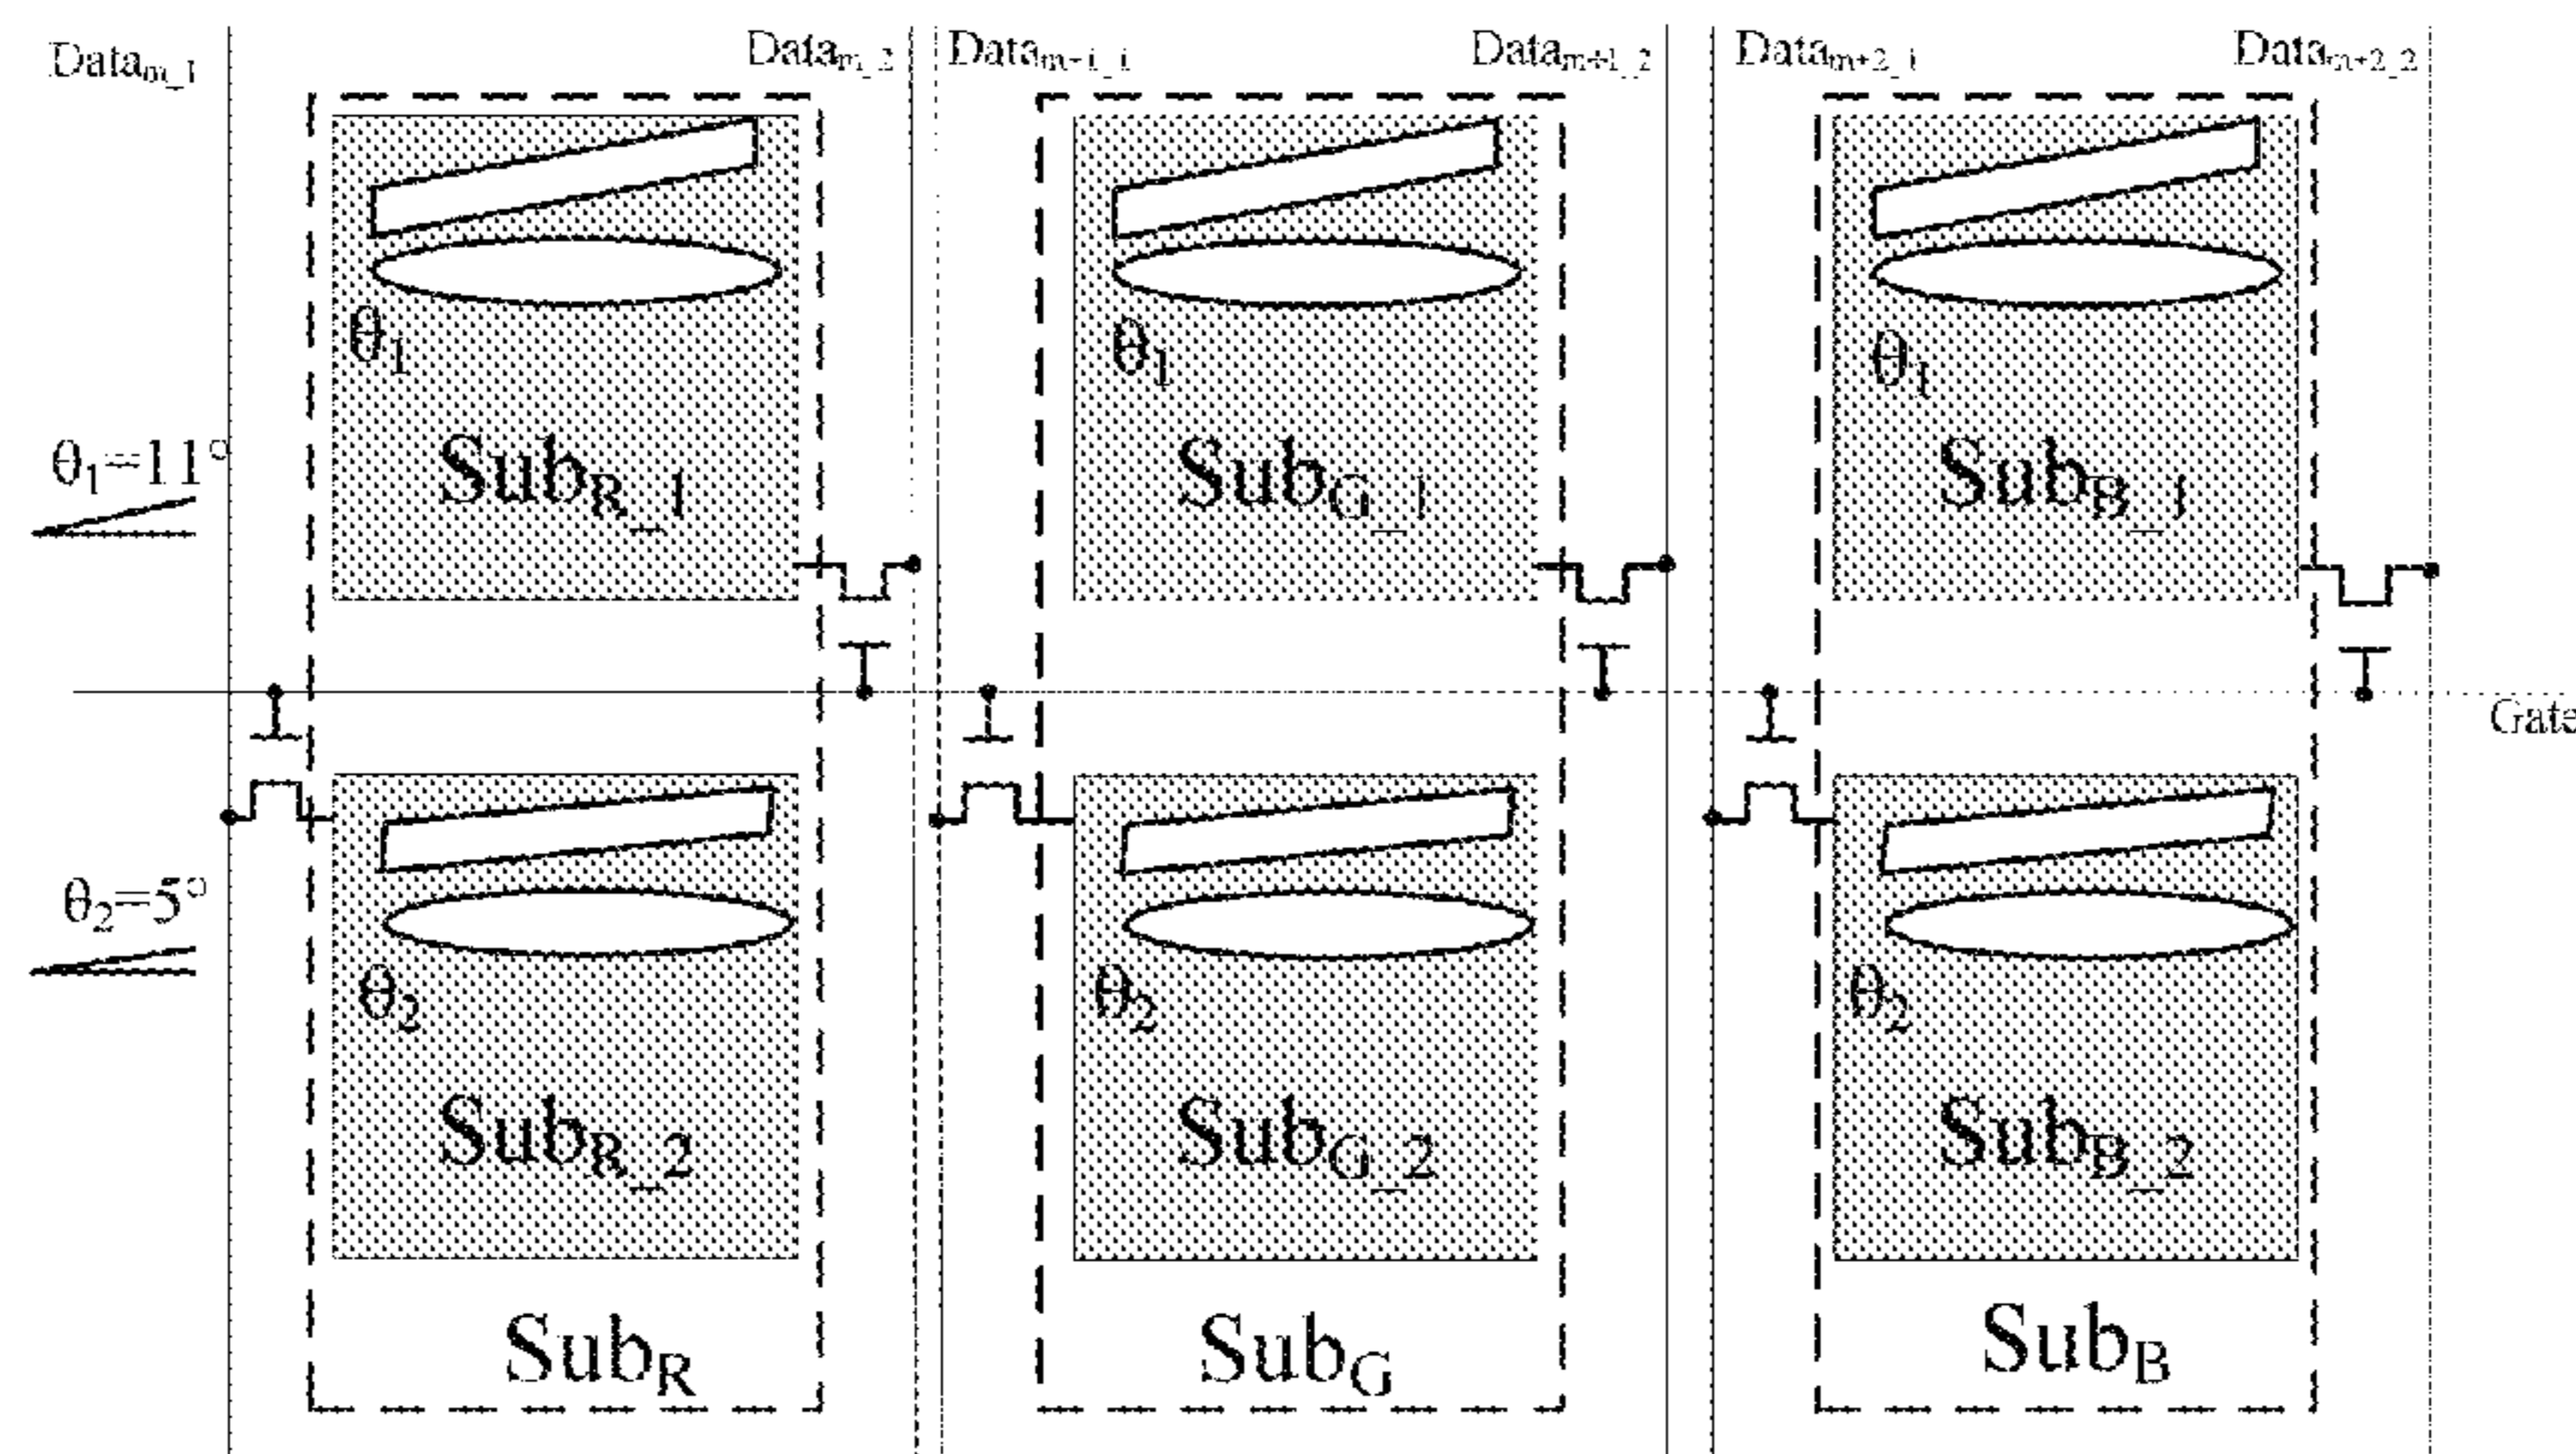 Data_m_1 Data_m_2 Data_m+1_1 Data_m+1_2 Data_m+2_1 Data_m+2_2
θ₁ θ₁ θ₁
θ₁=11° Sub_R_1 Sub_G_1 Sub_B_1
Gate
θ₂=5°
θ₂ θ₂ θ₂
Sub_R_2 Sub_G_2 Sub_B_2
Sub_R Sub_G Sub_B